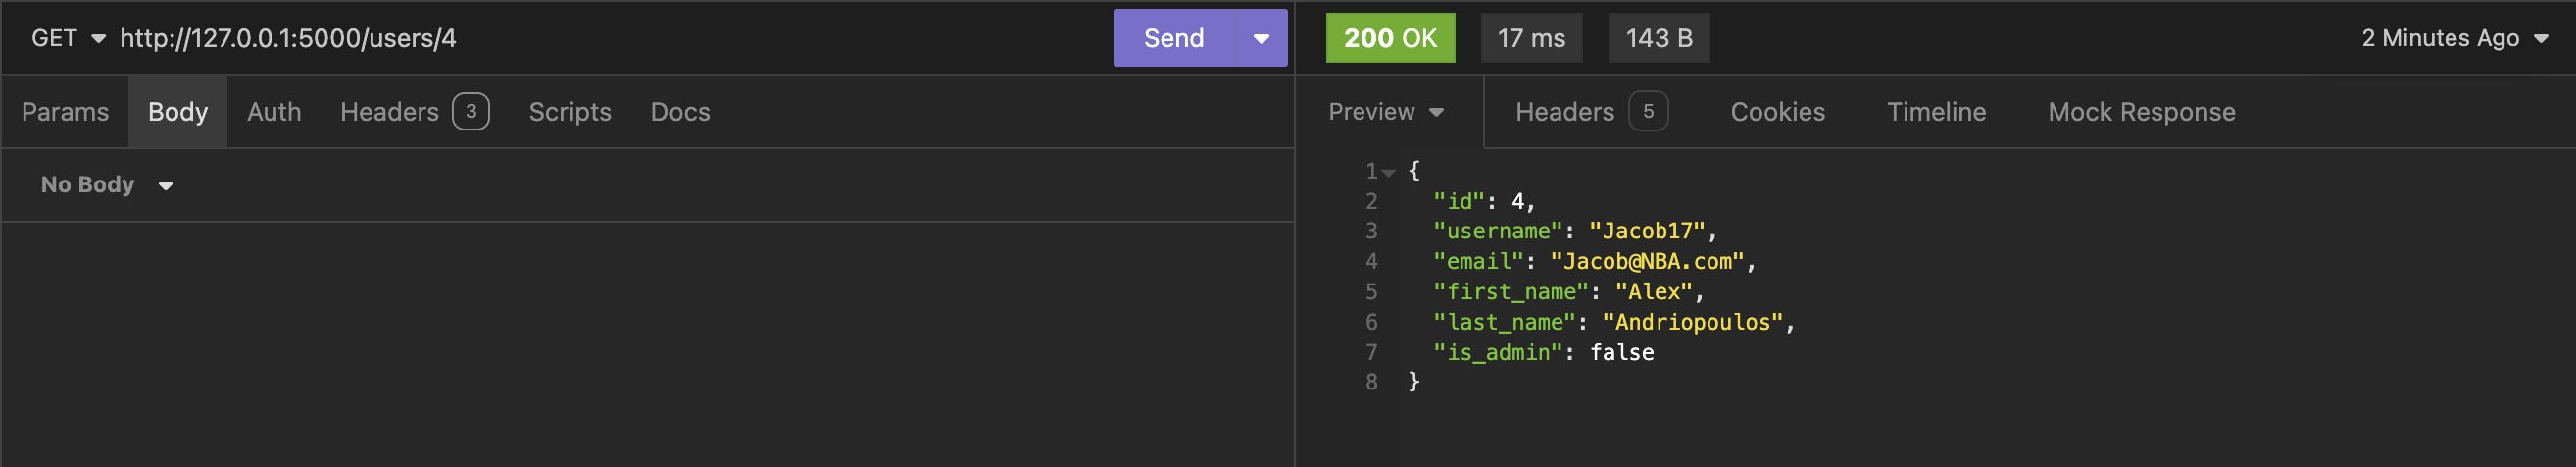 GET http://127.0.0.1:5000/users/4 Send 200 OK 17 ms 143 B 2 Minutes Ago
Params Body Auth Headers 3 Scripts Docs Preview Headers 5 Cookies Timeline Mock Response
No Body
1 {
2 "id": 4,
3 "username": "Jacob17",
4 "email": "Jacob@NBA.com",
5 "first_name": "Alex",
6 "last_name": "Andriopoulos",
7 "is_admin": false
8 }